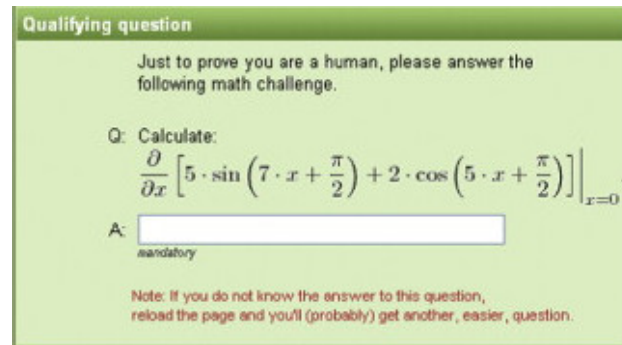 Qualifying question
Just to prove you are a human, please answer the
following math challenge.
Q: Calculate:
∂/∂x [5 · sin (7 · x + π/2) + 2 · cos (5 · x + π/2)]|x=0
A:
mandatory
Note: If you do not know the answer to this question,
reload the page and you'll (probably) get another, easier, question.